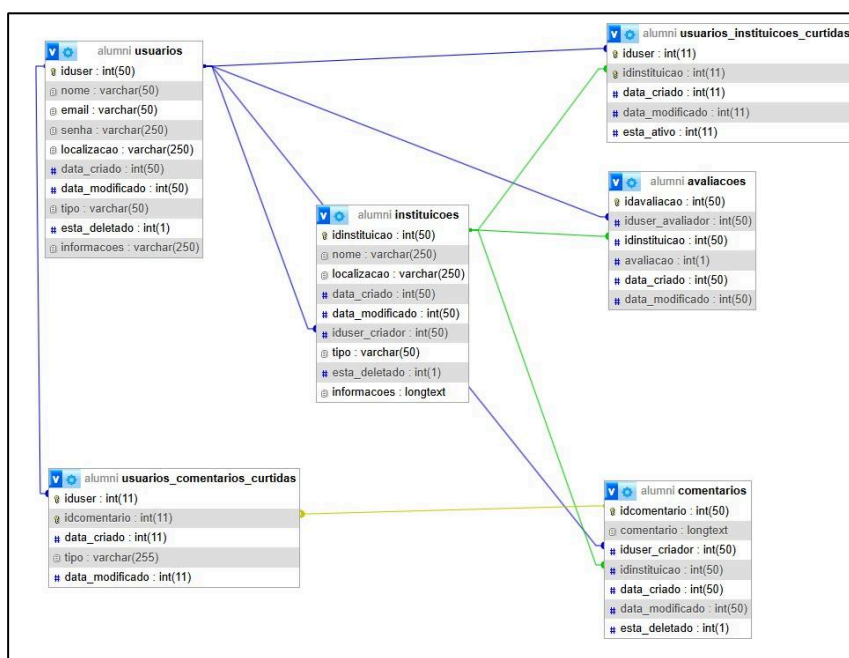 alumni usuarios
iduser : int(50)
nome : varchar(50)
email : varchar(50)
senha : varchar(250)
localizacao : varchar(250)
data_criado : int(50)
data_modificado : int(50)
tipo : varchar(50)
esta_deletado : int(1)
informacoes : varchar(250)
alumni usuarios_instituicoes_curtidas
iduser : int(11)
idinstituicao : int(11)
data_criado : int(11)
data_modificado : int(11)
esta_ativo : int(11)
alumni avaliacoes
idavaliacao : int(50)
iduser_avaliador : int(50)
idinstituicao : int(50)
avaliacao : int(1)
data_criado : int(50)
data_modificado : int(50)
alumni instituicoes
idinstituicao : int(50)
nome : varchar(250)
localizacao : varchar(250)
data_criado : int(50)
data_modificado : int(50)
iduser_criador : int(50)
tipo : varchar(50)
esta_deletado : int(1)
informacoes : longtext
alumni usuarios_comentarios_curtidas
iduser : int(11)
idcomentario : int(11)
data_criado : int(11)
tipo : varchar(255)
data_modificado : int(11)
alumni comentarios
idcomentario : int(50)
comentario : longtext
iduser_criador : int(50)
idinstituicao : int(50)
data_criado : int(50)
data_modificado : int(50)
esta_deletado : int(1)